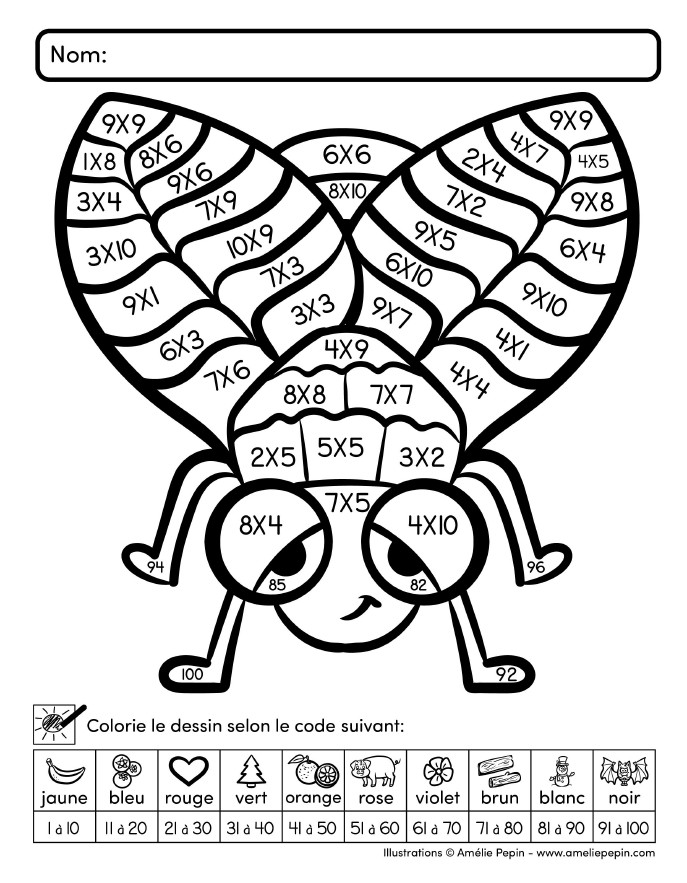 Nom:
9X9 9X9
1X8 8X6 6X6 4X7 4X5
9X6 8X10 2X4
3X4 7X9 7X2 9X8
3X10 10X9 9X5 6X4
7X3 6X10
9X1 3X3 9X7 9X10
6X3 4X9 4X1
7X6 8X8 7X7 4X4
2X5 5X5 3X2
7X5
8X4 4X10
94 85 82 96
100 92
Colorie le dessin selon le code suivant:
jaune bleu rouge vert orange rose violet brun blanc noir
1 à 10 11 à 20 21 à 30 31 à 40 41 à 50 51 à 60 61 à 70 71 à 80 81 à 90 91 à 100
Illustrations © Amélie Pepin - www.ameliepepin.com